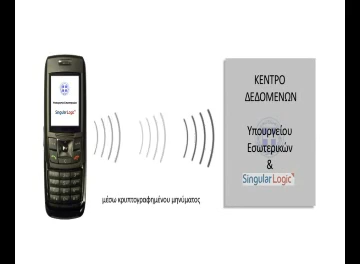 SingularLogic
μέσω κρυπτογραφημένου μηνύματος
ΚΕΝΤΡΟ
ΔΕΔΟΜΕΝΩΝ
Υπουργείου
Εσωτερικών
&
SingularLogic